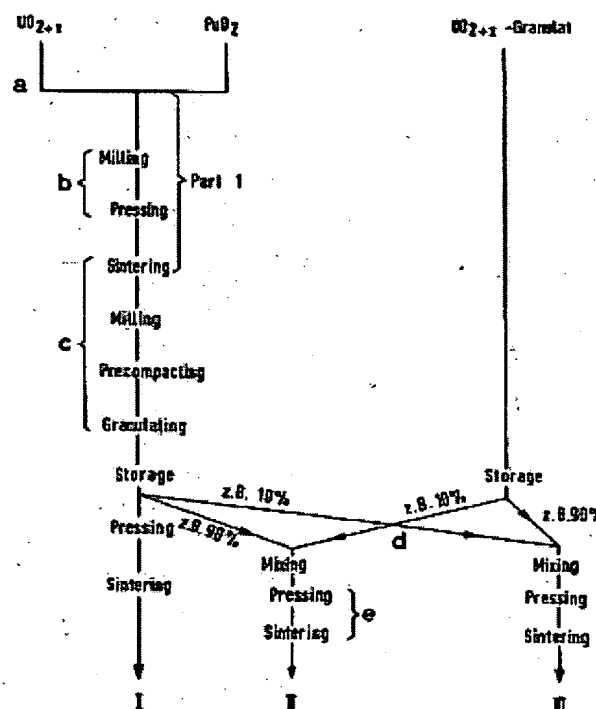 UO₂₊ₓ PuO₂ UO₂₊ₓ -Granulat
a
Milling
b Part 1
Pressing
Sintering
Milling
c
Precompacting
Granulating
Storage Storage
z.B. 10% z.B. 10%
Pressing z.B. 90% z.B. 90%
d
Mixing Mixing
Sintering Pressing e Pressing
Sintering Sintering
I II III